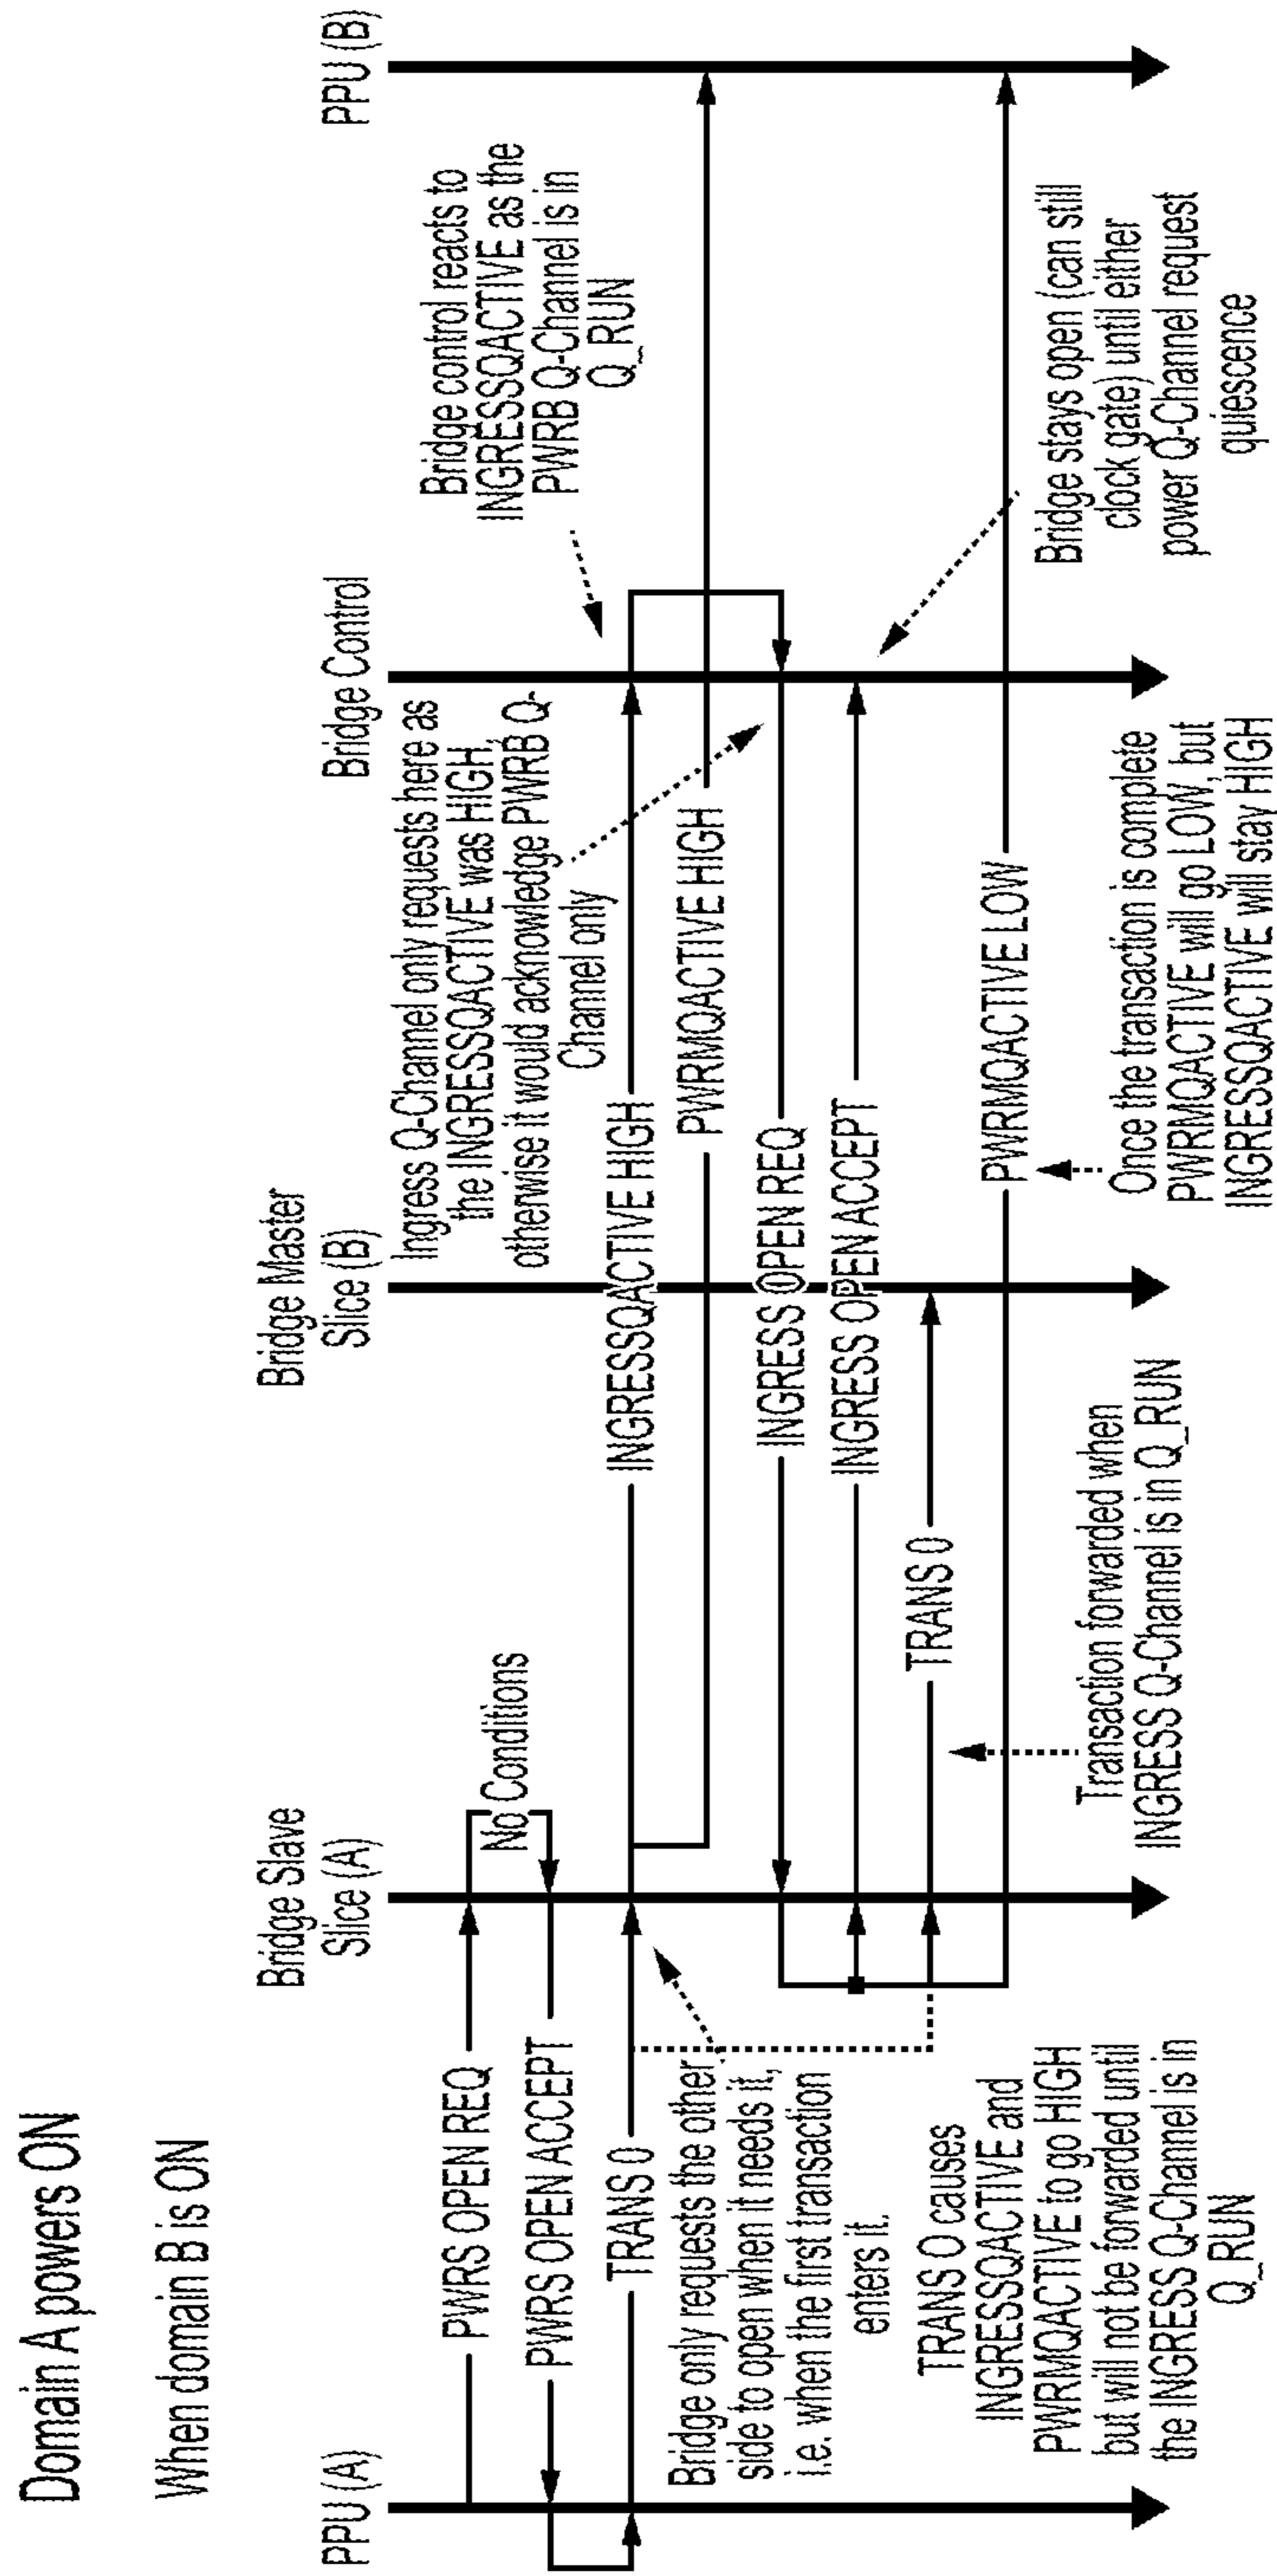 Domain A powers ON
When domain B is ON
PPU (A)
Bridge Slave
Slice (A)
Bridge Master
Slice (B)
Bridge Control
PPU (B)
PWRS OPEN REQ
No Conditions
PWRS OPEN ACCEPT
TRANS 0
Bridge only requests the other
side to open when it needs it,
i.e. when the first transaction
enters it.
TRANS O causes
INGRESSQACTIVE and
PWRMQACTIVE to go HIGH
but will not be forwarded until
the INGRESS Q-Channel is in
Q_RUN
Ingress Q-Channel only requests here as
the INGRESSQACTIVE was HIGH,
otherwise it would acknowledge PWRB Q-
Channel only
INGRESSQACTIVE HIGH
PWRMQACTIVE HIGH
INGRESS OPEN REQ
INGRESS OPEN ACCEPT
TRANS 0
Transaction forwarded when
INGRESS Q-Channel is in Q_RUN
PWRMQACTIVE LOW
Once the transaction is complete
PWRMQACTIVE will go LOW, but
INGRESSQACTIVE will stay HIGH
Bridge control reacts to
INGRESSQACTIVE as the
PWRB Q-Channel is in
Q_RUN
Bridge stays open (can still
clock gate) until either
power Q-Channel request
quiescence